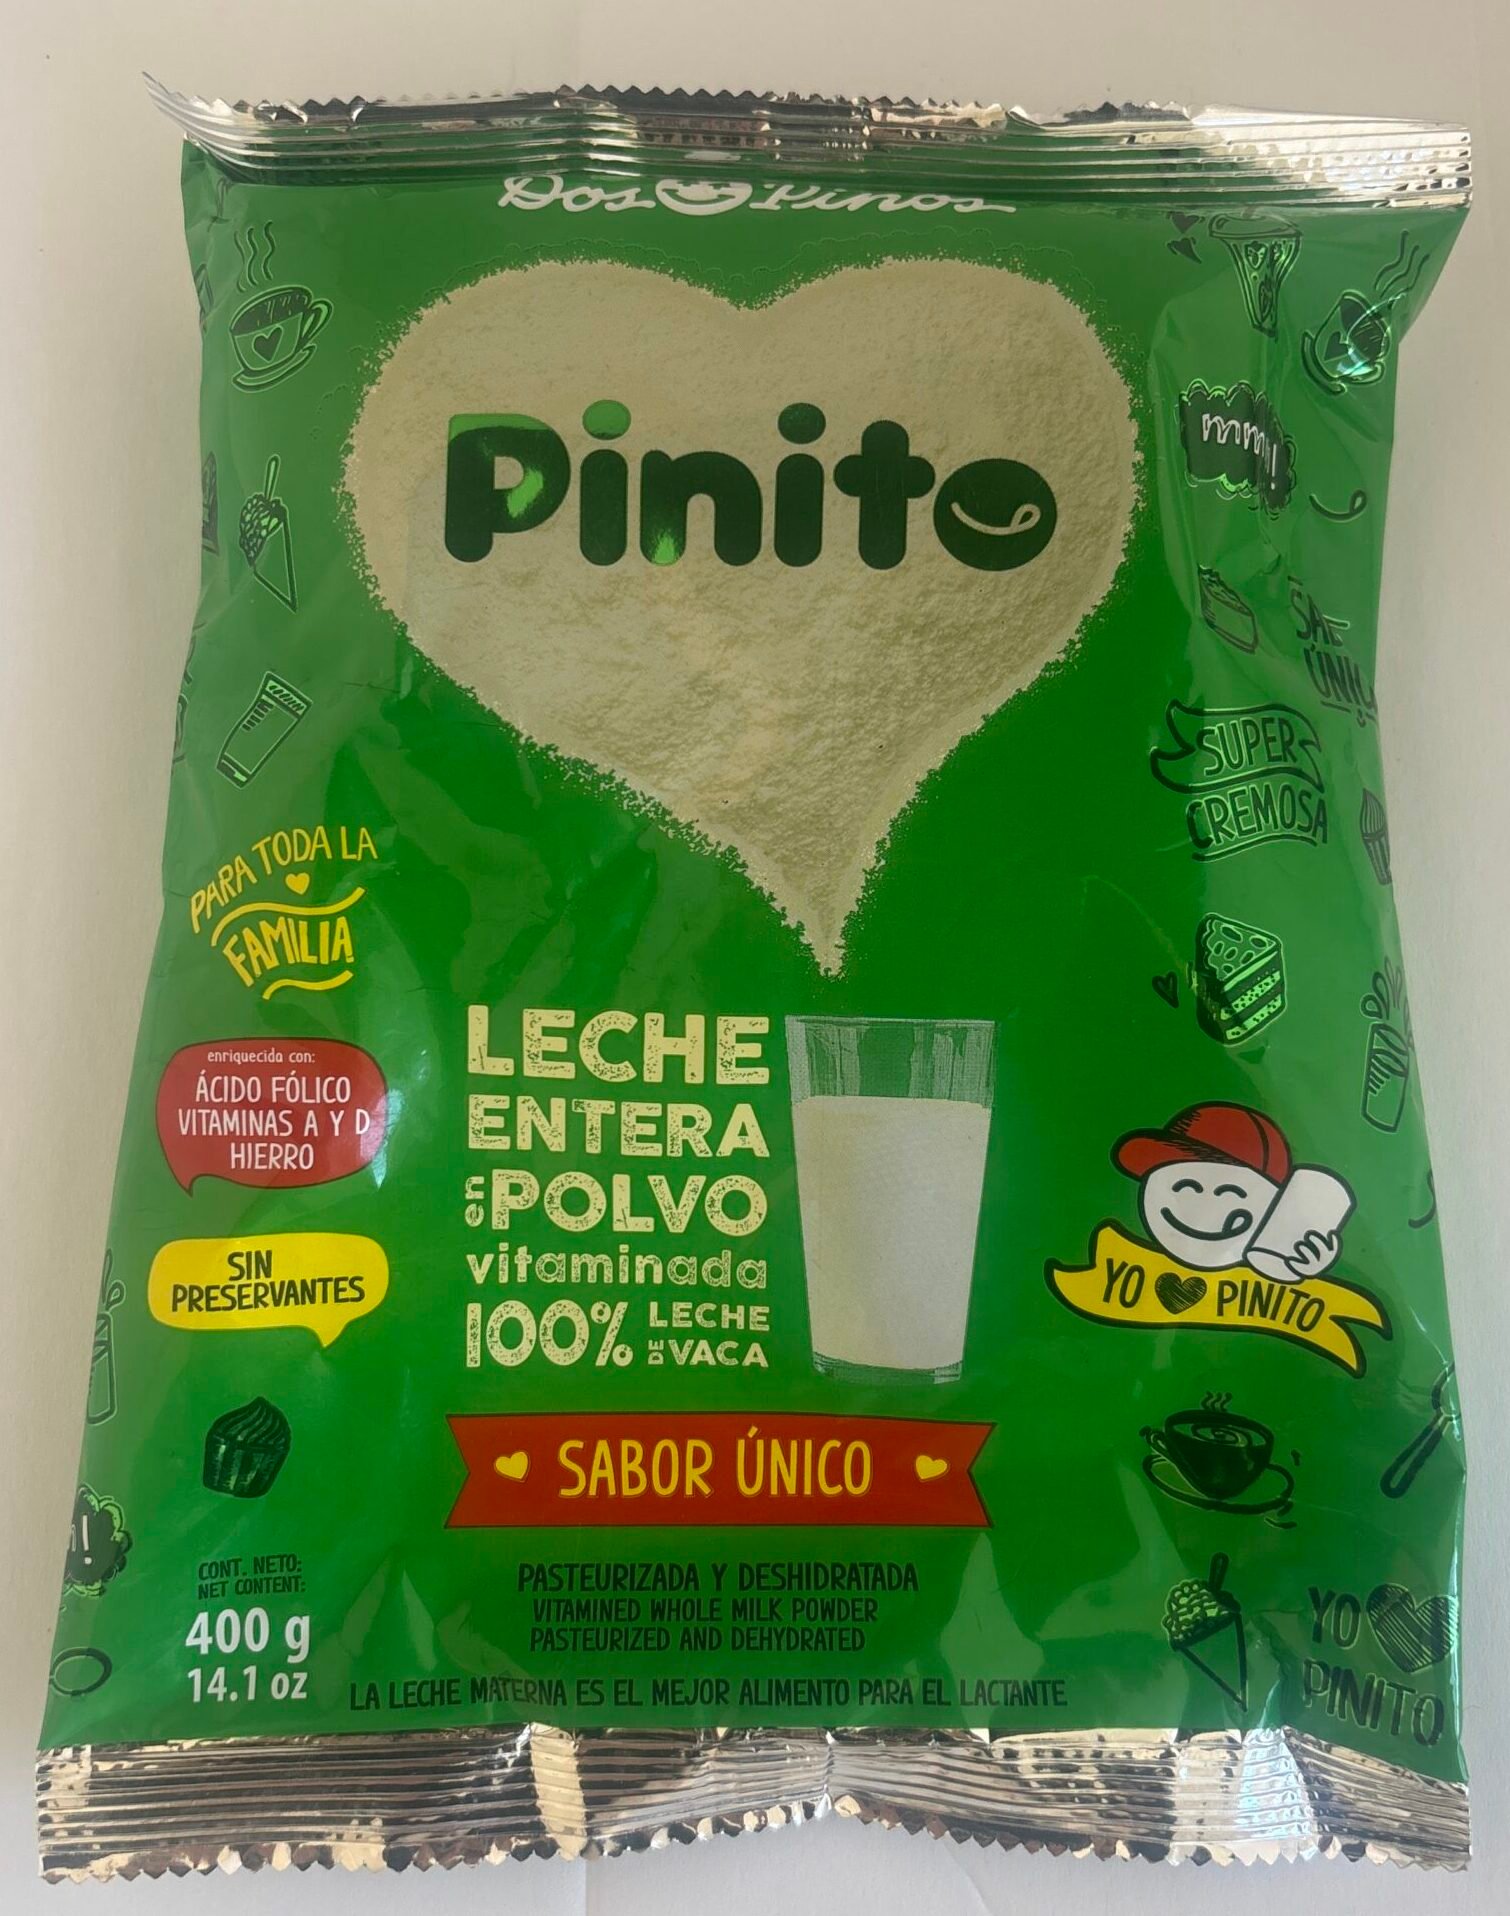 Dos Pinos
Pinito
mmm!
SUPER
CREMOSA
PARA TODA LA
FAMILIA
LECHE
ENTERA
en POLVO
vitaminada
100% LECHE
DE VACA
enriquecida con:
ÁCIDO FÓLICO
VITAMINAS A Y D
HIERRO
SIN
PRESERVANTES
YO PINITO
SABOR ÚNICO
CONT. NETO:
NET CONTENT:
400 g
14.1 oz
PASTEURIZADA Y DESHIDRATADA
VITAMINED WHOLE MILK POWDER
PASTEURIZED AND DEHYDRATED
LA LECHE MATERNA ES EL MEJOR ALIMENTO PARA EL LACTANTE
YO
PINITO